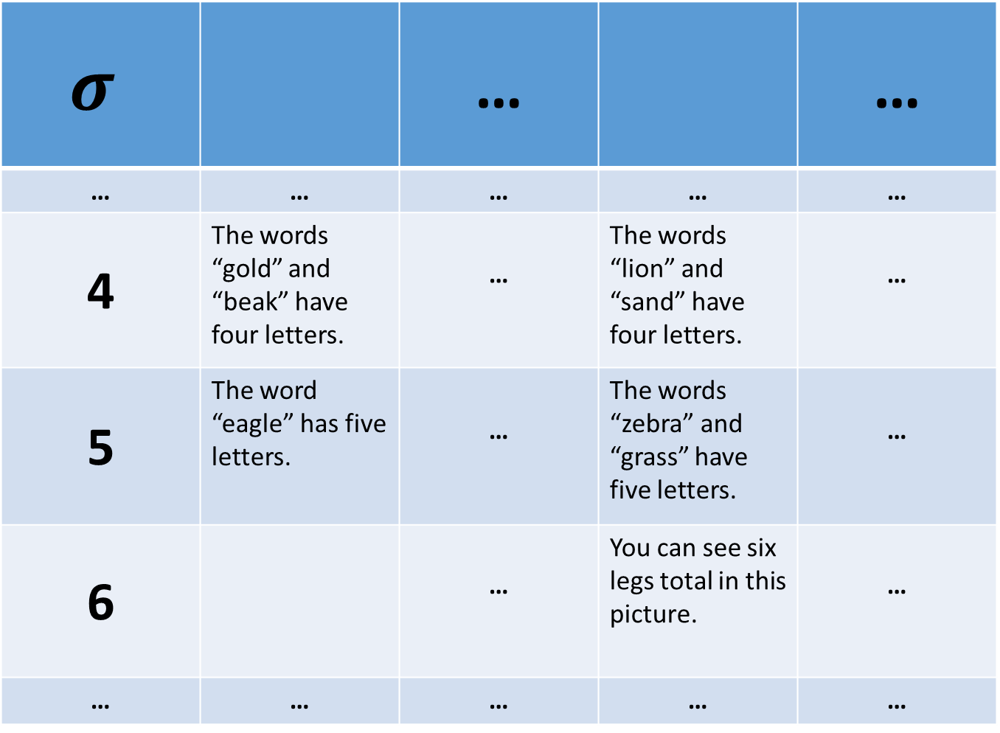 σ ... ...
... ... ... ... ...
4
The words
“gold” and
“beak” have
four letters.
...
The words
“lion” and
“sand” have
four letters.
...
5
The word
“eagle” has five
letters.
...
The words
“zebra” and
“grass” have
five letters.
...
6
...
You can see six
legs total in this
picture.
...
... ... ... ... ...